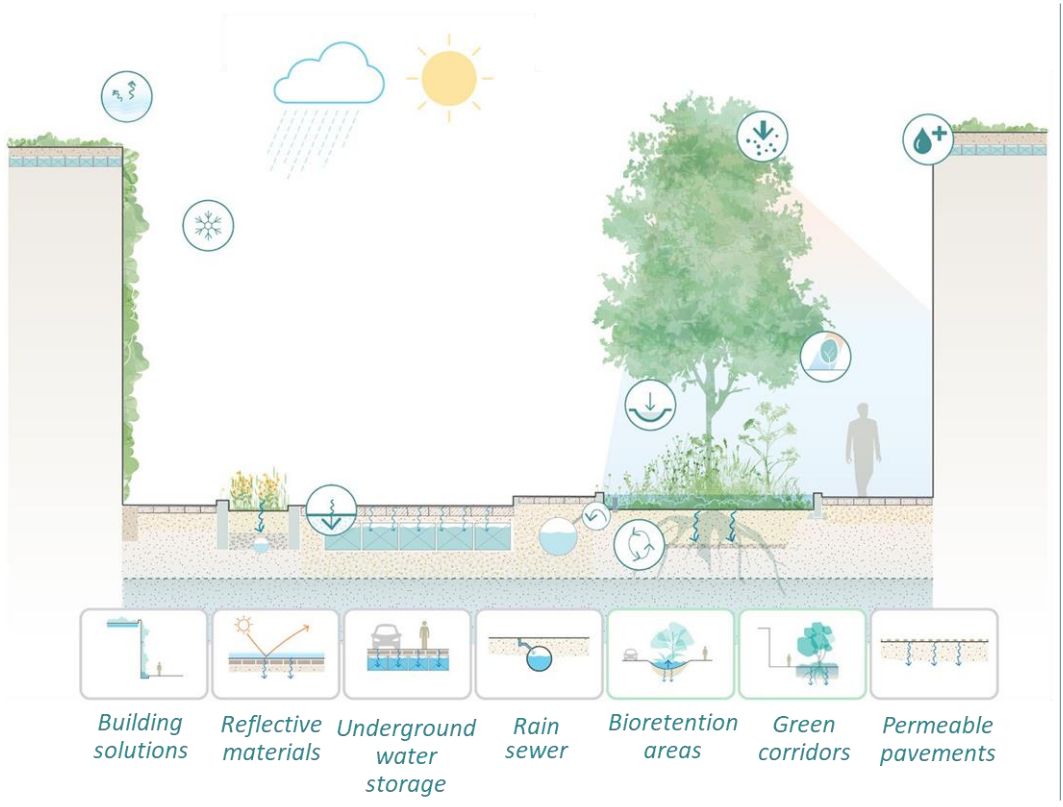 Building
solutions
Reflective
materials
Underground
water
storage
Rain
sewer
Bioretention
areas
Green
corridors
Permeable
pavements